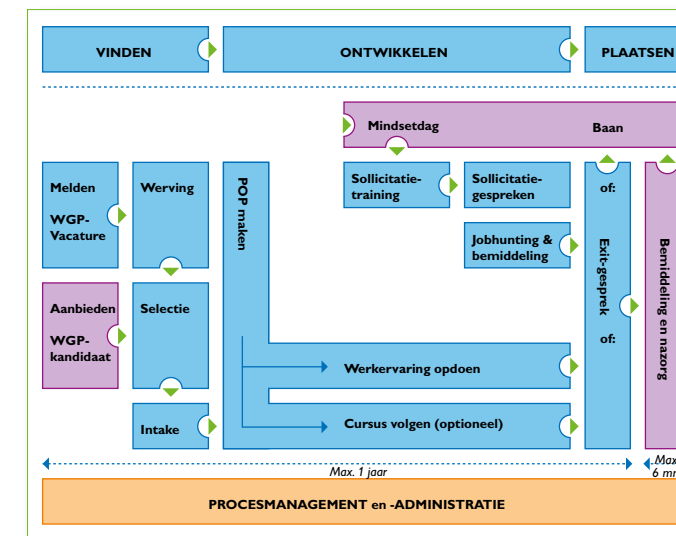 VINDEN
ONTWIKKELEN
PLAATSEN
Mindsetdag
Baan
Melden
WGP-
Vacature
Werving
POP maken
Sollicitatie-
training
Sollicitatie-
gespreken
of:
Jobhunting &
bemiddeling
Exit-gesprek
Bemiddeling en nazorg
Aanbieden
WGP-
kandidaat
Selectie
of:
Werkervaring opdoen
Intake
Cursus volgen (optioneel)
Max. 1 jaar
Max
6 m
PROCESMANAGEMENT en -ADMINISTRATIE